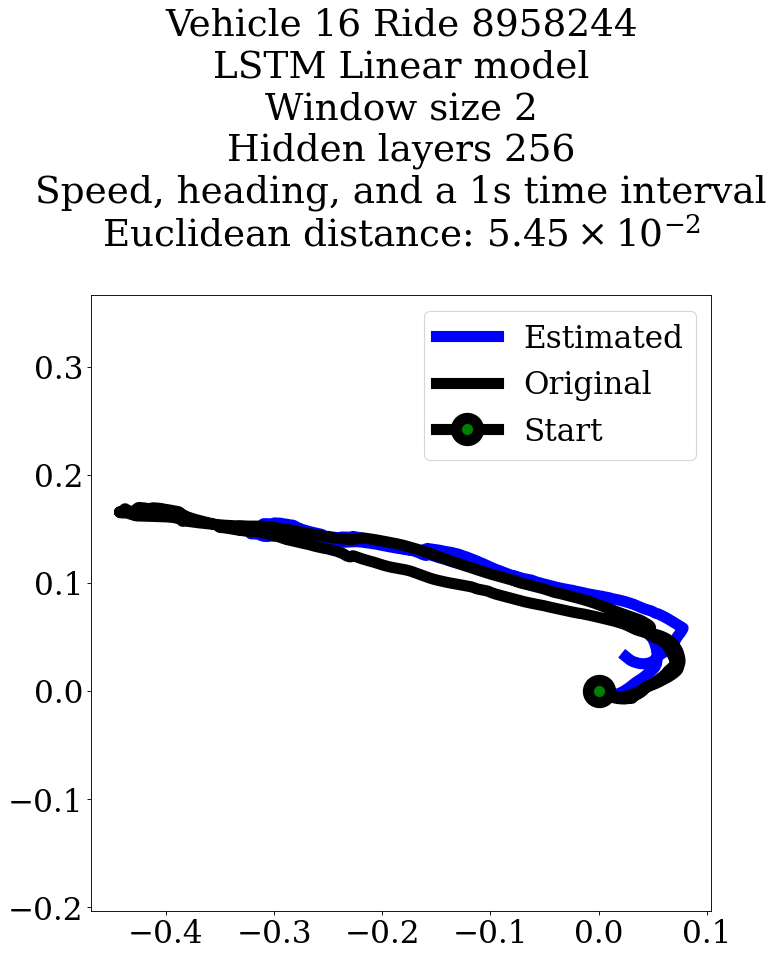 Vehicle 16 Ride 8958244
LSTM Linear model
Window size 2
Hidden layers 256
Speed, heading, and a 1s time interval
Euclidean distance: 5.45 × 10⁻²
Estimated
Original
Start
0.3
0.2
0.1
0.0
−0.1
−0.2
−0.4 −0.3 −0.2 −0.1 0.0 0.1